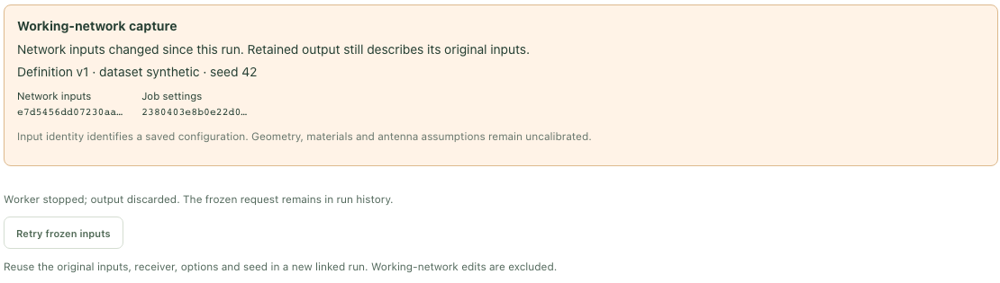 Working-network capture
Network inputs changed since this run. Retained output still describes its original inputs.
Definition v1 · dataset synthetic · seed 42
Network inputs Job settings
e7d5456dd07230aa… 2380403e8b0e22d0…
Input identity identifies a saved configuration. Geometry, materials and antenna assumptions remain uncalibrated.
Worker stopped; output discarded. The frozen request remains in run history.
Retry frozen inputs
Reuse the original inputs, receiver, options and seed in a new linked run. Working-network edits are excluded.